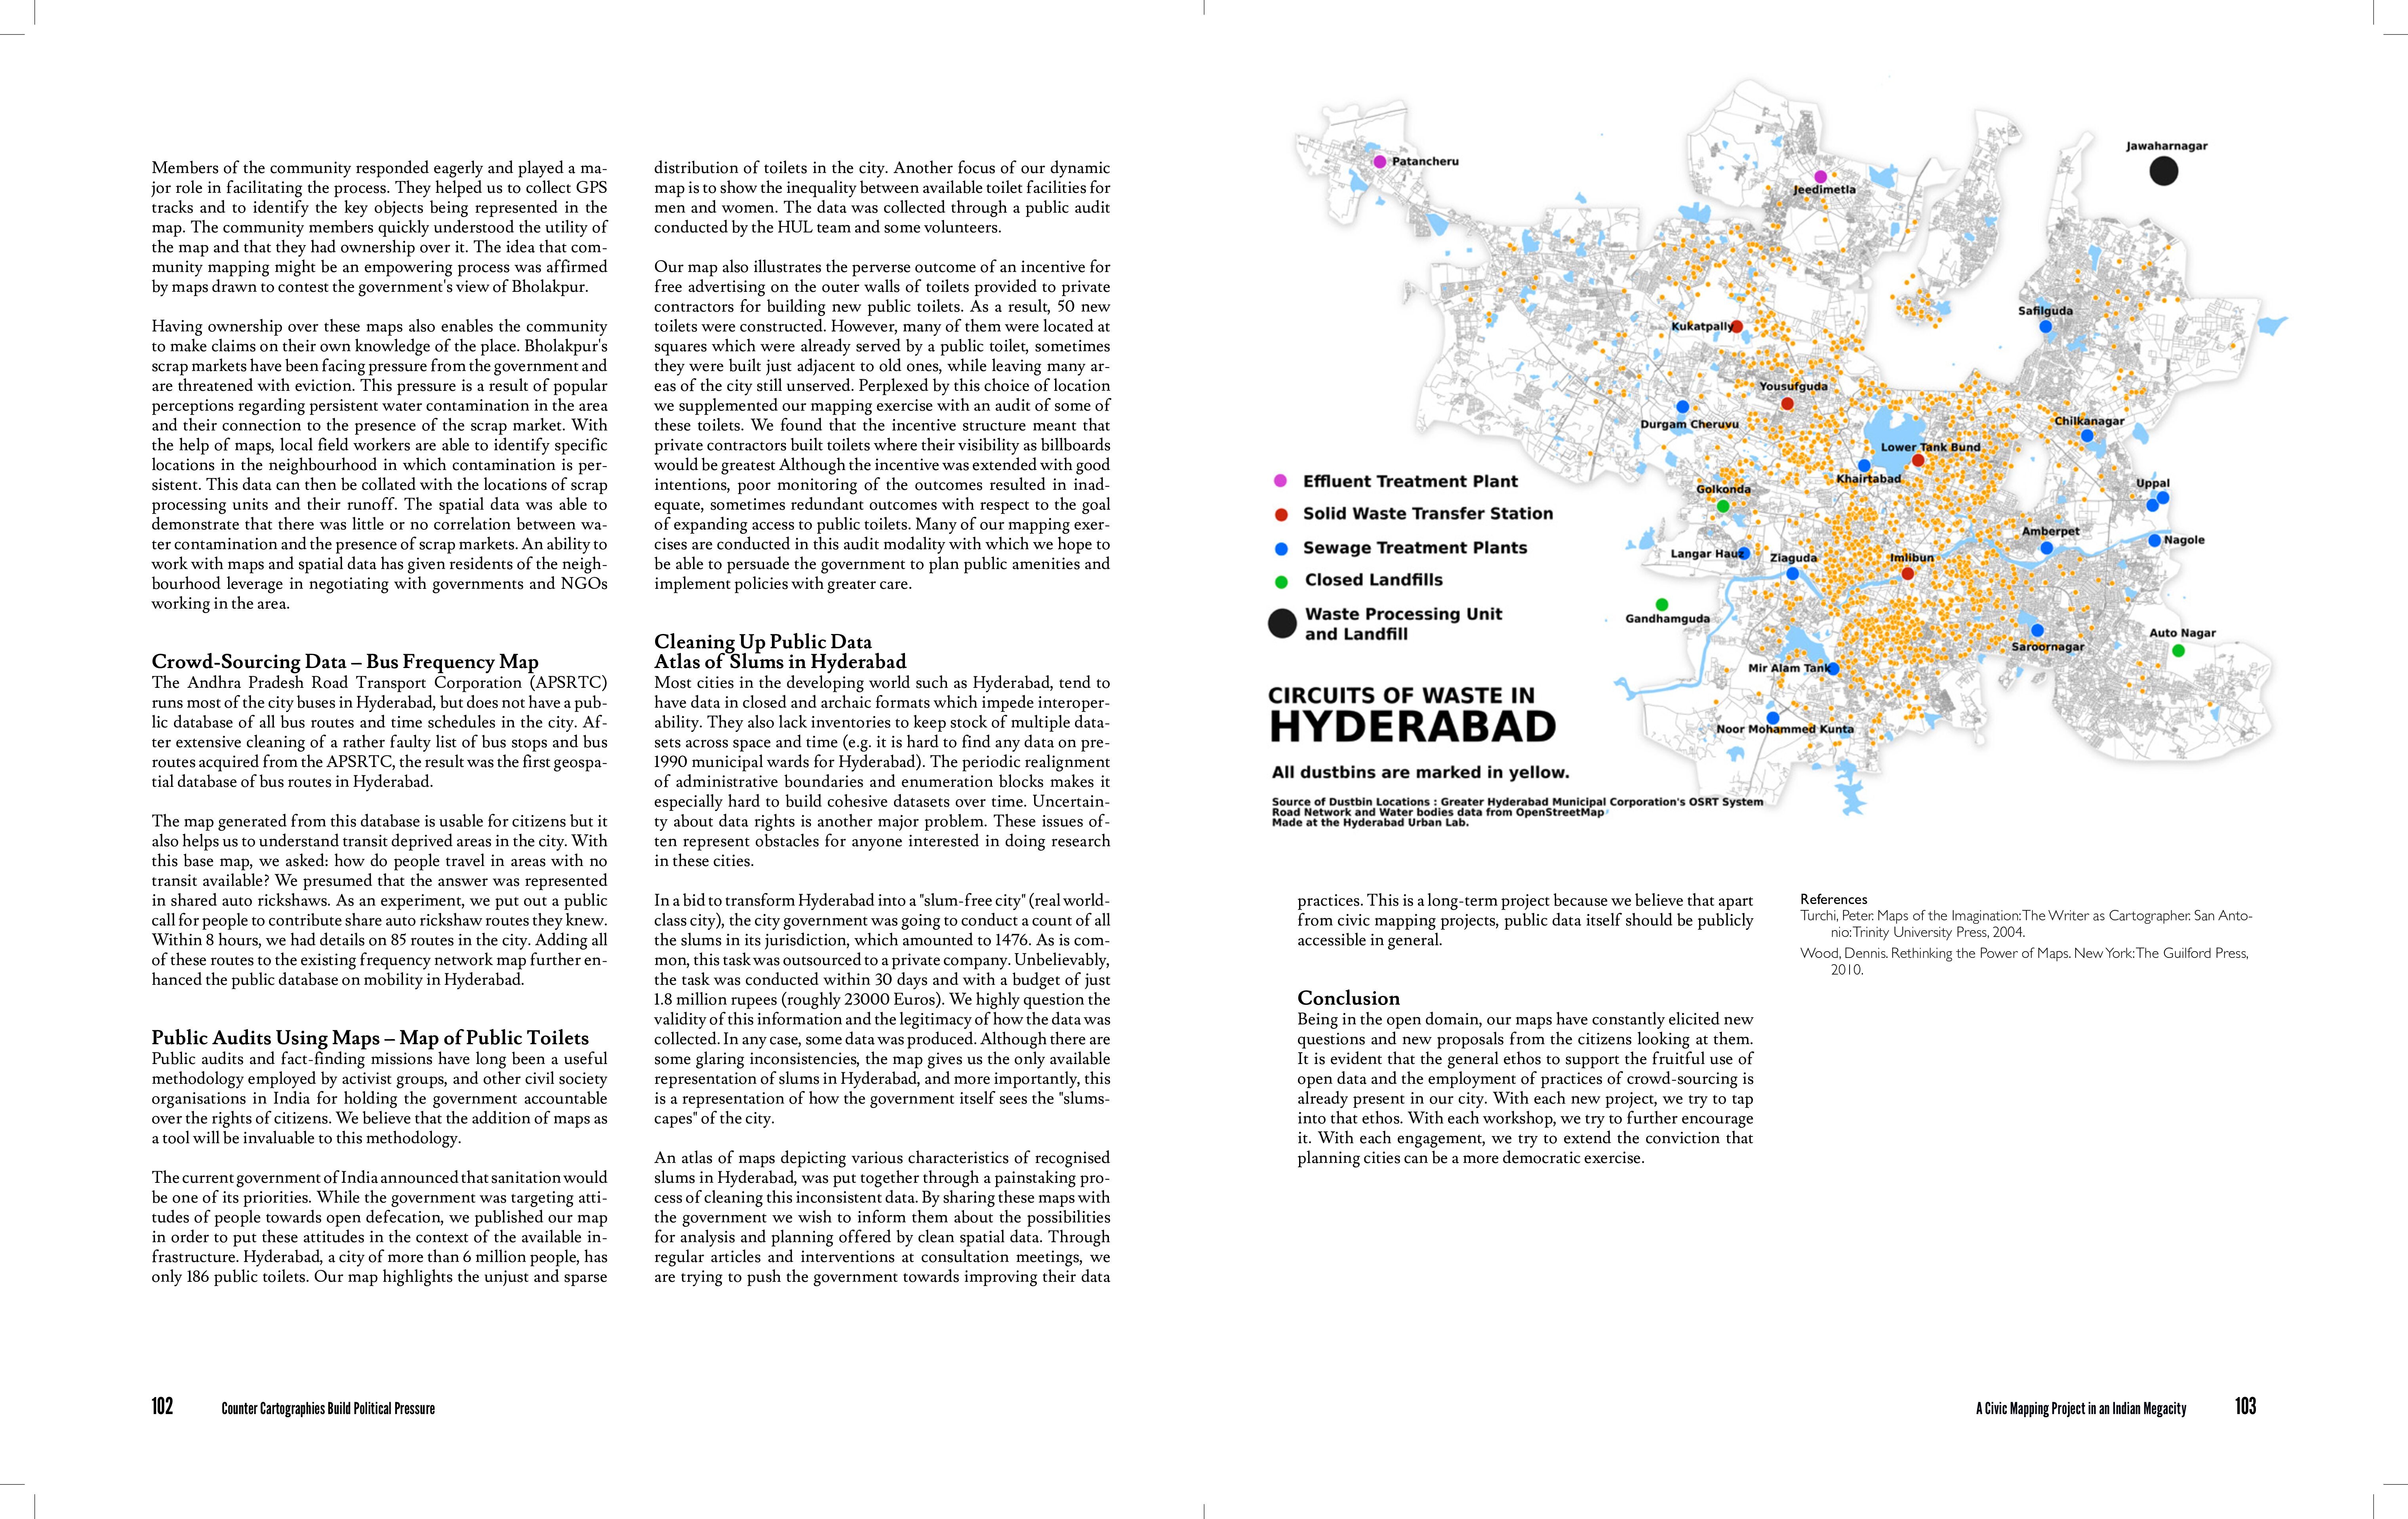 Members of the community responded eagerly and played a ma-
jor role in facilitating the process. They helped us to collect GPS
tracks and to identify the key objects being represented in the
map. The community members quickly understood the utility of
the map and that they had ownership over it. The idea that com-
munity mapping might be an empowering process was affirmed
by maps drawn to contest the government's view of Bholakpur.
Having ownership over these maps also enables the community
to make claims on their own knowledge of the place. Bholakpur's
scrap markets have been facing pressure from the government and
are threatened with eviction. This pressure is a result of popular
perceptions regarding persistent water contamination in the area
and their connection to the presence of the scrap market. With
the help of maps, local field workers are able to identify specific
locations in the neighbourhood in which contamination is per-
sistent. This data can then be collated with the locations of scrap
processing units and their runoff. The spatial data was able to
demonstrate that there was little or no correlation between wa-
ter contamination and the presence of scrap markets. An ability to
work with maps and spatial data has given residents of the neigh-
bourhood leverage in negotiating with governments and NGOs
working in the area.
Crowd-Sourcing Data – Bus Frequency Map
The Andhra Pradesh Road Transport Corporation (APSRTC)
runs most of the city buses in Hyderabad, but does not have a pub-
lic database of all bus routes and time schedules in the city. Af-
ter extensive cleaning of a rather faulty list of bus stops and bus
routes acquired from the APSRTC, the result was the first geospa-
tial database of bus routes in Hyderabad.
The map generated from this database is usable for citizens but it
also helps us to understand transit deprived areas in the city. With
this base map, we asked: how do people travel in areas with no
transit available? We presumed that the answer was represented
in shared auto rickshaws. As an experiment, we put out a public
call for people to contribute share auto rickshaw routes they knew.
Within 8 hours, we had details on 85 routes in the city. Adding all
of these routes to the existing frequency network map further en-
hanced the public database on mobility in Hyderabad.
Public Audits Using Maps – Map of Public Toilets
Public audits and fact-finding missions have long been a useful
methodology employed by activist groups, and other civil society
organisations in India for holding the government accountable
over the rights of citizens. We believe that the addition of maps as
a tool will be invaluable to this methodology.
The current government of India announced that sanitation would
be one of its priorities. While the government was targeting atti-
tudes of people towards open defecation, we published our map
in order to put these attitudes in the context of the available in-
frastructure. Hyderabad, a city of more than 6 million people, has
only 186 public toilets. Our map highlights the unjust and sparse
distribution of toilets in the city. Another focus of our dynamic
map is to show the inequality between available toilet facilities for
men and women. The data was collected through a public audit
conducted by the HUL team and some volunteers.
Our map also illustrates the perverse outcome of an incentive for
free advertising on the outer walls of toilets provided to private
contractors for building new public toilets. As a result, 50 new
toilets were constructed. However, many of them were located at
squares which were already served by a public toilet, sometimes
they were built just adjacent to old ones, while leaving many ar-
eas of the city still unserved. Perplexed by this choice of location
we supplemented our mapping exercise with an audit of some of
these toilets. We found that the incentive structure meant that
private contractors built toilets where their visibility as billboards
would be greatest Although the incentive was extended with good
intentions, poor monitoring of the outcomes resulted in inad-
equate, sometimes redundant outcomes with respect to the goal
of expanding access to public toilets. Many of our mapping exer-
cises are conducted in this audit modality with which we hope to
be able to persuade the government to plan public amenities and
implement policies with greater care.
Cleaning Up Public Data
Atlas of Slums in Hyderabad
Most cities in the developing world such as Hyderabad, tend to
have data in closed and archaic formats which impede interoper-
ability. They also lack inventories to keep stock of multiple data-
sets across space and time (e.g. it is hard to find any data on pre-
1990 municipal wards for Hyderabad). The periodic realignment
of administrative boundaries and enumeration blocks makes it
especially hard to build cohesive datasets over time. Uncertain-
ty about data rights is another major problem. These issues of-
ten represent obstacles for anyone interested in doing research
in these cities.
In a bid to transform Hyderabad into a "slum-free city" (real world-
class city), the city government was going to conduct a count of all
the slums in its jurisdiction, which amounted to 1476. As is com-
mon, this task was outsourced to a private company. Unbelievably,
the task was conducted within 30 days and with a budget of just
1.8 million rupees (roughly 23000 Euros). We highly question the
validity of this information and the legitimacy of how the data was
collected. In any case, some data was produced. Although there are
some glaring inconsistencies, the map gives us the only available
representation of slums in Hyderabad, and more importantly, this
is a representation of how the government itself sees the "slums-
capes" of the city.
An atlas of maps depicting various characteristics of recognised
slums in Hyderabad, was put together through a painstaking pro-
cess of cleaning this inconsistent data. By sharing these maps with
the government we wish to inform them about the possibilities
for analysis and planning offered by clean spatial data. Through
regular articles and interventions at consultation meetings, we
are trying to push the government towards improving their data
102 Counter Cartographies Build Political Pressure
Jawaharnagar
Patancheru
Jeedimetla
Safilguda
Kukatpally
Yousufguda
Durgam Cheruvu
Chilkanagar
Lower Tank Bund
Khairtabad
Golkonda
Uppal
Amberpet
Nagole
Langar Hauz
Ziaguda
Imlibun
Gandhamguda
Auto Nagar
Saroornagar
Mir Alam Tank
Noor Mohammed Kunta
Effluent Treatment Plant
Solid Waste Transfer Station
Sewage Treatment Plants
Closed Landfills
Waste Processing Unit
and Landfill
CIRCUITS OF WASTE IN
HYDERABAD
All dustbins are marked in yellow.
Source of Dustbin Locations : Greater Hyderabad Municipal Corporation's OSRT System
Road Network and Water bodies data from OpenStreetMap
Made at the Hyderabad Urban Lab.
practices. This is a long-term project because we believe that apart
from civic mapping projects, public data itself should be publicly
accessible in general.
Conclusion
Being in the open domain, our maps have constantly elicited new
questions and new proposals from the citizens looking at them.
It is evident that the general ethos to support the fruitful use of
open data and the employment of practices of crowd-sourcing is
already present in our city. With each new project, we try to tap
into that ethos. With each workshop, we try to further encourage
it. With each engagement, we try to extend the conviction that
planning cities can be a more democratic exercise.
References
Turchi, Peter. Maps of the Imagination: The Writer as Cartographer. San Anto-
nio: Trinity University Press, 2004.
Wood, Dennis. Rethinking the Power of Maps. New York: The Guilford Press,
2010.
A Civic Mapping Project in an Indian Megacity 103